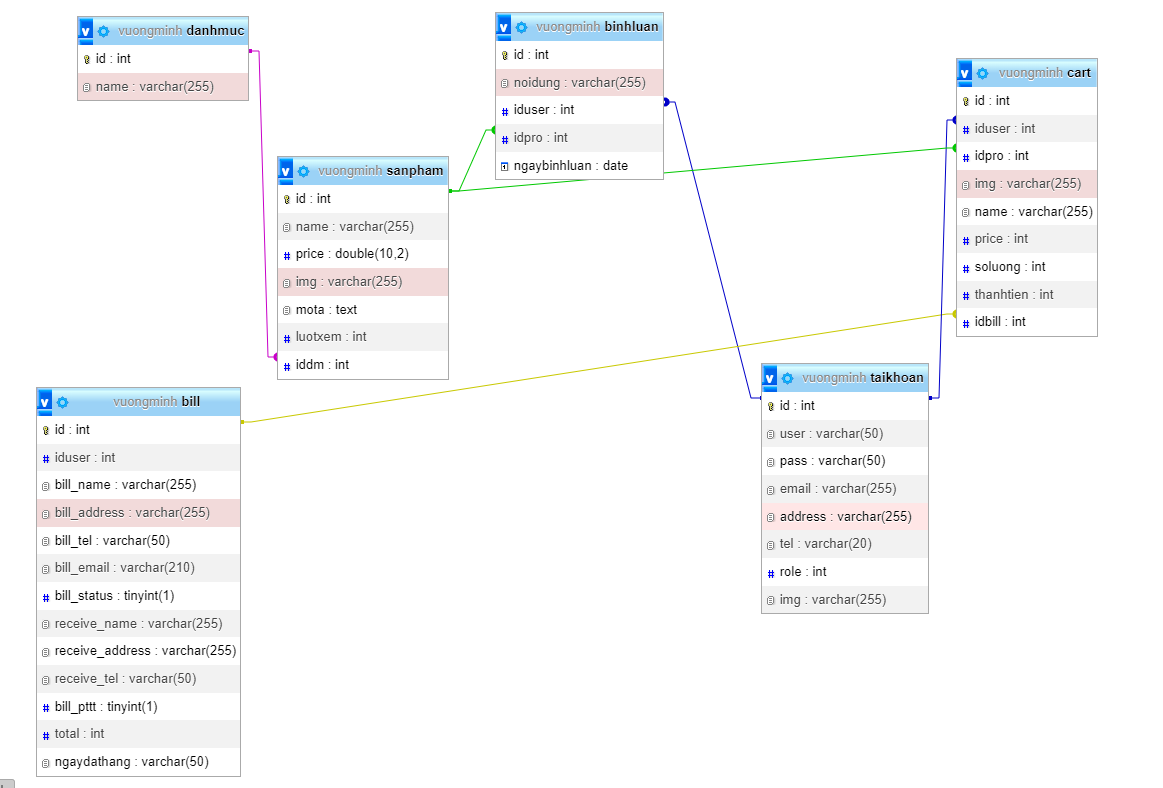 vuongminh danhmuc
id : int
name : varchar(255)
vuongminh binhluan
id : int
noidung : varchar(255)
iduser : int
idpro : int
ngaybinhluan : date
vuongminh cart
id : int
iduser : int
idpro : int
img : varchar(255)
name : varchar(255)
price : int
soluong : int
thanhtien : int
idbill : int
vuongminh sanpham
id : int
name : varchar(255)
price : double(10,2)
img : varchar(255)
mota : text
luotxem : int
iddm : int
vuongminh bill
id : int
iduser : int
bill_name : varchar(255)
bill_address : varchar(255)
bill_tel : varchar(50)
bill_email : varchar(210)
bill_status : tinyint(1)
receive_name : varchar(255)
receive_address : varchar(255)
receive_tel : varchar(50)
bill_pttt : tinyint(1)
total : int
ngaydathang : varchar(50)
vuongminh taikhoan
id : int
user : varchar(50)
pass : varchar(50)
email : varchar(255)
address : varchar(255)
tel : varchar(20)
role : int
img : varchar(255)